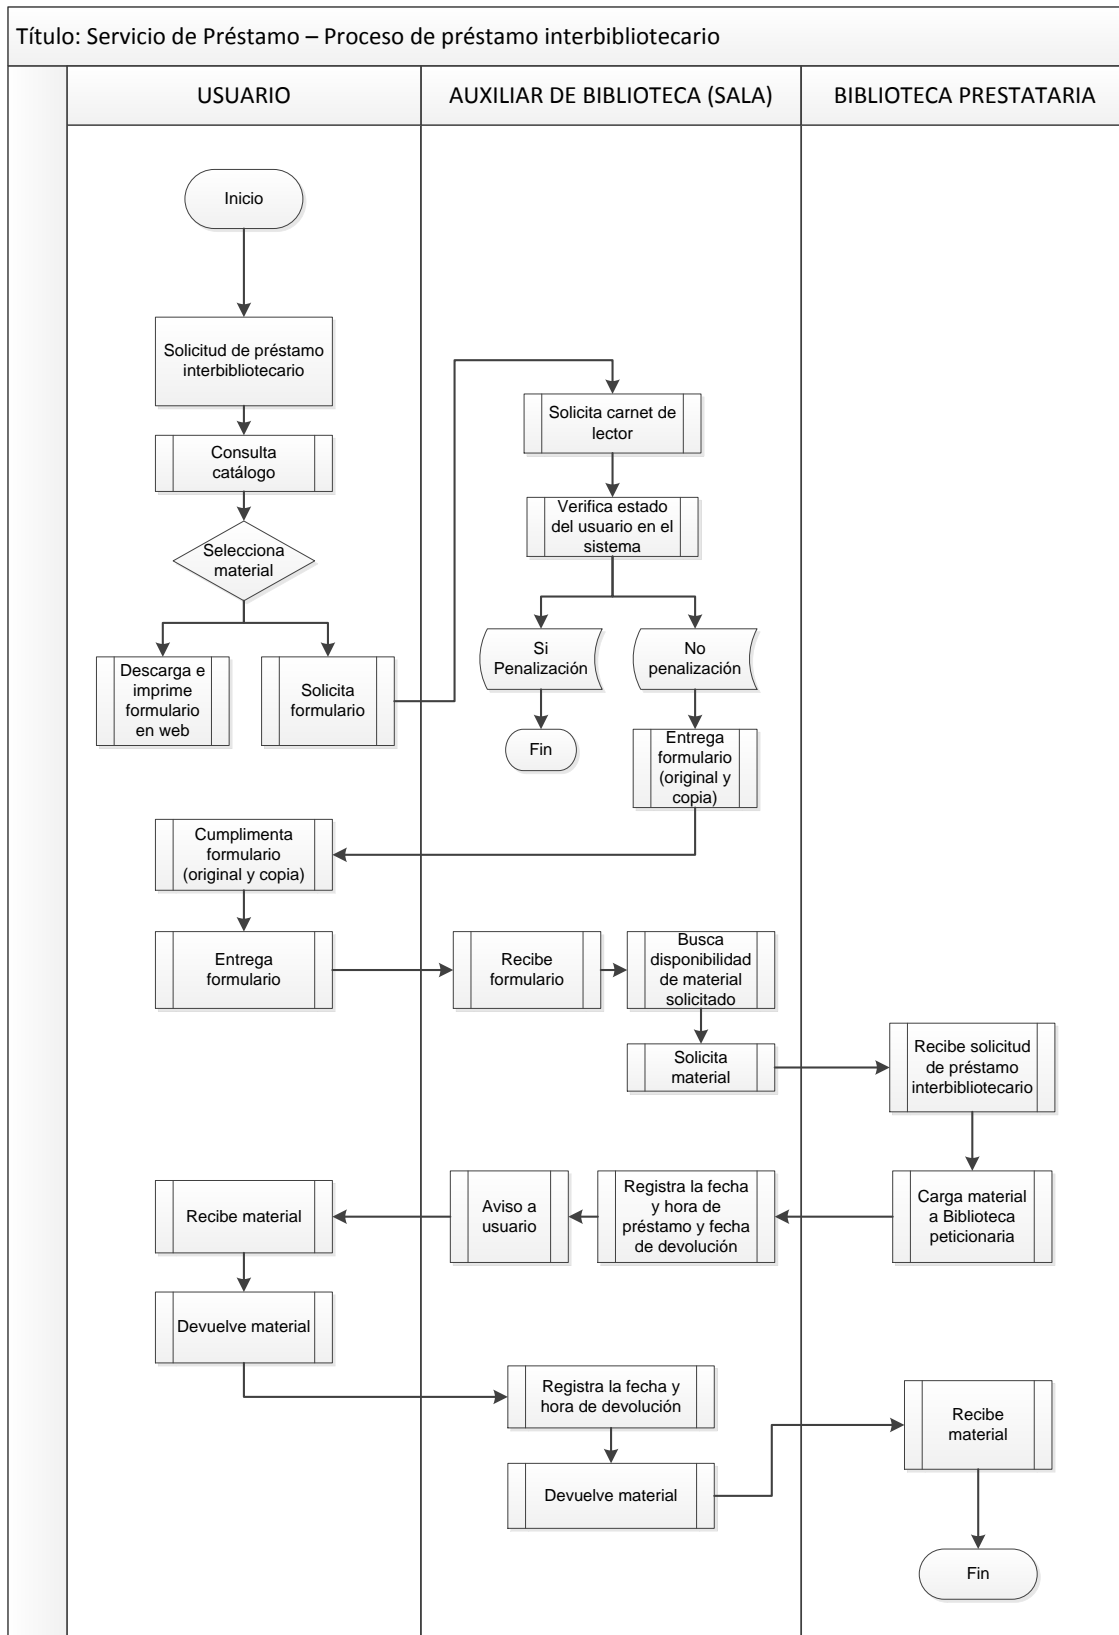 Título: Servicio de Préstamo – Proceso de préstamo interbibliotecario
USUARIO
AUXILIAR DE BIBLIOTECA (SALA)
BIBLIOTECA PRESTATARIA
Inicio
Solicitud de préstamo
interbibliotecario
Consulta
catálogo
Selecciona
material
Descarga e
imprime
formulario
en web
Solicita
formulario
Solicita carnet de
lector
Verifica estado
del usuario en el
sistema
Si
Penalización
No
penalización
Fin
Entrega
formulario
(original y
copia)
Cumplimenta
formulario
(original y copia)
Entrega
formulario
Recibe
formulario
Busca
disponibilidad
de material
solicitado
Solicita
material
Recibe solicitud
de préstamo
interbibliotecario
Carga material
a Biblioteca
peticionaria
Registra la fecha
y hora de
préstamo y fecha
de devolución
Aviso a
usuario
Recibe material
Devuelve material
Registra la fecha y
hora de devolución
Devuelve material
Recibe
material
Fin